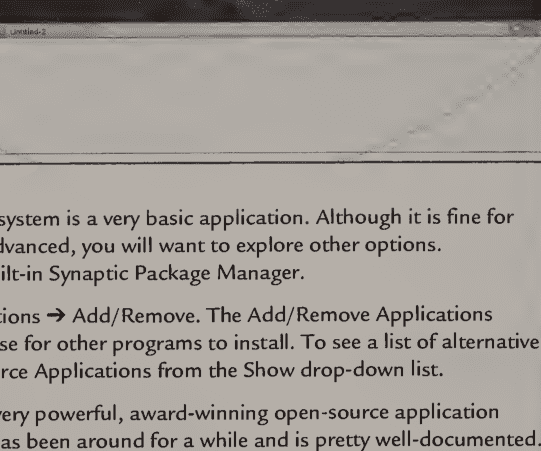 Untitled-2
system is a very basic application. Although it is fine for
dvanced, you will want to explore other options.
ilt-in Synaptic Package Manager.
tions → Add/Remove. The Add/Remove Applications
se for other programs to install. To see a list of alternative
rce Applications from the Show drop-down list.
very powerful, award-winning open-source application
as been around for a while and is pretty well-documented.